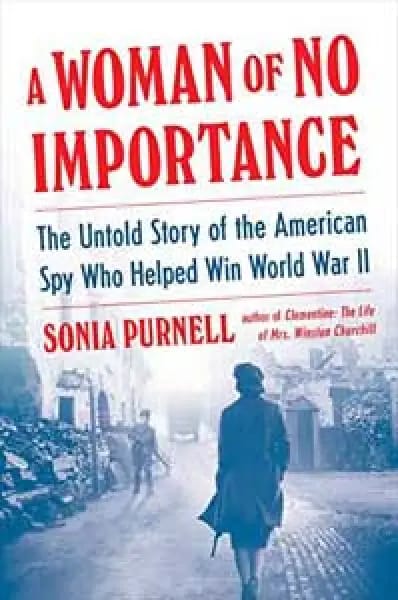 A WOMAN OF NO
IMPORTANCE
The Untold Story of the American
Spy Who Helped Win World War II
SONIA PURNELL
author of Clementine: The Life
of Mrs. Winston Churchill